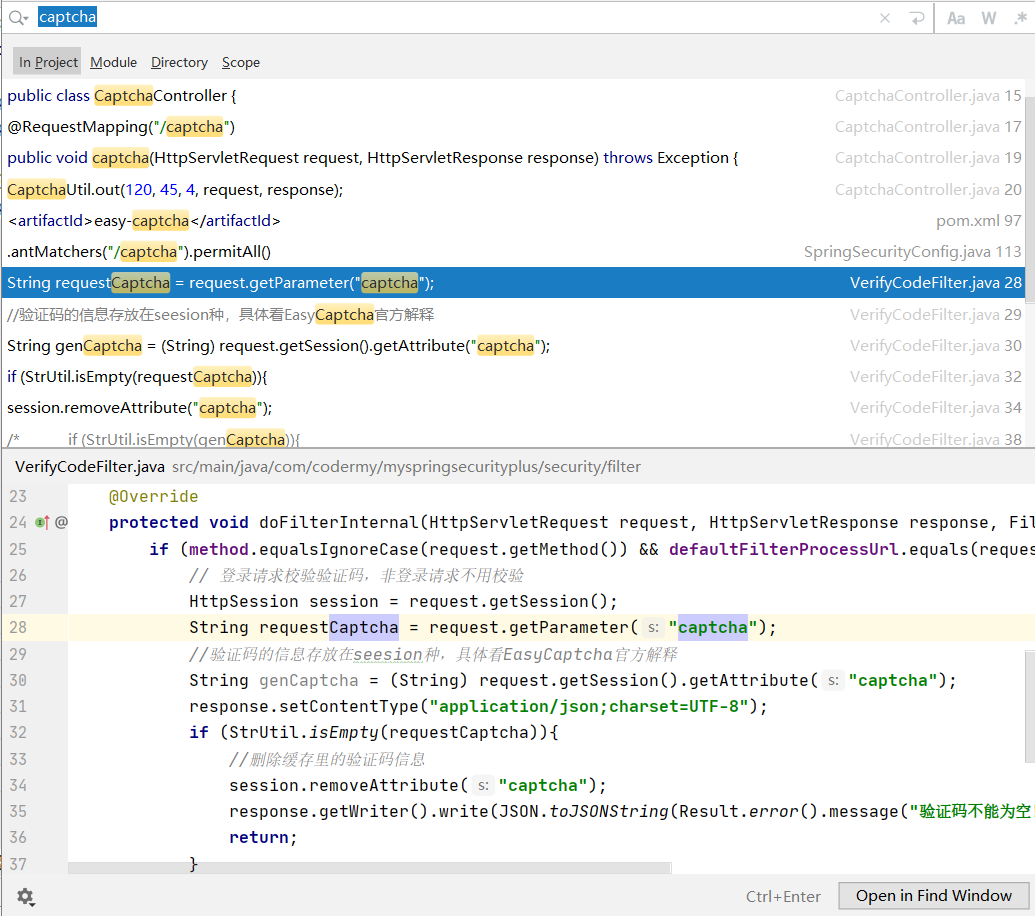 captcha
Aa W .*
In Project Module Directory Scope
public class CaptchaController { CaptchaController.java 15
@RequestMapping("/captcha") CaptchaController.java 17
public void captcha(HttpServletRequest request, HttpServletResponse response) throws Exception { CaptchaController.java 19
CaptchaUtil.out(120, 45, 4, request, response); CaptchaController.java 20
<artifactId>easy-captcha</artifactId> pom.xml 97
.antMatchers("/captcha").permitAll() SpringSecurityConfig.java 113
String requestCaptcha = request.getParameter("captcha"); VerifyCodeFilter.java 28
//验证码的信息存放在seesion种，具体看EasyCaptcha官方解释 VerifyCodeFilter.java 29
String genCaptcha = (String) request.getSession().getAttribute("captcha"); VerifyCodeFilter.java 30
if (StrUtil.isEmpty(requestCaptcha)){ VerifyCodeFilter.java 32
session.removeAttribute("captcha"); VerifyCodeFilter.java 34
/* if (StrUtil.isEmpty(genCaptcha)){ VerifyCodeFilter.java 38
VerifyCodeFilter.java src/main/java/com/codermy/myspringsecurityplus/security/filter
23 @Override
24 @ protected void doFilterInternal(HttpServletRequest request, HttpServletResponse response, Fil
25 if (method.equalsIgnoreCase(request.getMethod()) && defaultFilterProcessUrl.equals(reques
26 // 登录请求校验验证码，非登录请求不用校验
27 HttpSession session = request.getSession();
28 String requestCaptcha = request.getParameter( s: "captcha");
29 //验证码的信息存放在seesion种，具体看EasyCaptcha官方解释
30 String genCaptcha = (String) request.getSession().getAttribute( s: "captcha");
31 response.setContentType("application/json;charset=UTF-8");
32 if (StrUtil.isEmpty(requestCaptcha)){
33 //删除缓存里的验证码信息
34 session.removeAttribute( s: "captcha");
35 response.getWriter().write(JSON.toJSONString(Result.error().message("验证码不能为空
36 return;
37 }
Ctrl+Enter Open in Find Window